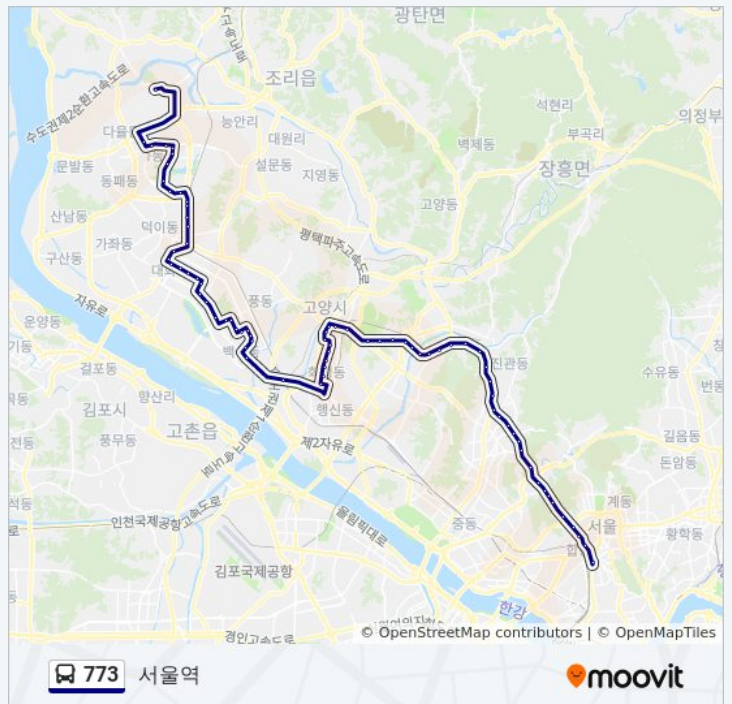 광탄면
조리읍
수도권제2순환고속도로
석현리
의정부
능안리
부곡리
대원리
벽제동
문발동
설문동
장흥면
지영동
동패동
고양동
산남동
덕이동
가좌동
평택파주고속도로
구산동
풍동
고양시
자유로
운양동
진관동
걸포동
수유동
향산리
행신동
김포시
고촌읍
풍무동
제2자유로
길음동
돈암동
계동
인천국제공항고속도로
올림픽대로
중동
서울
황학동
김포국제공항
한강
경인고속도로
© OpenStreetMap contributors | © OpenMapTiles
773 서울역
moovit